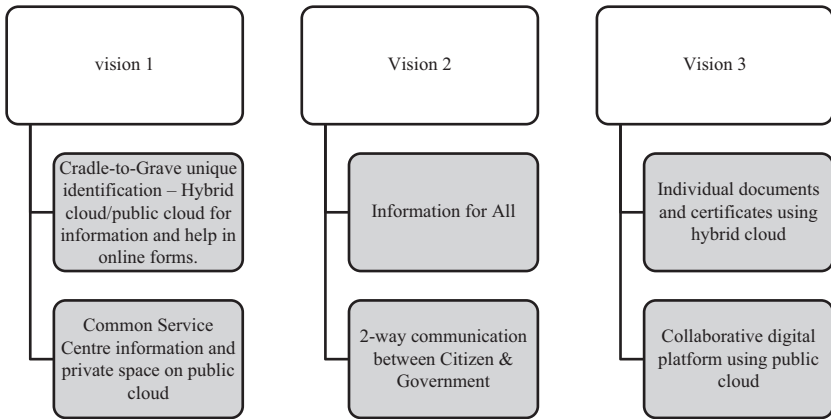 vision 1
Cradle-to-Grave unique
identification – Hybrid
cloud/public cloud for
information and help in
online forms.
Common Service
Centre information and
private space on public
cloud
Vision 2
Information for All
2-way communication
between Citizen &
Government
Vision 3
Individual documents
and certificates using
hybrid cloud
Collaborative digital
platform using public
cloud